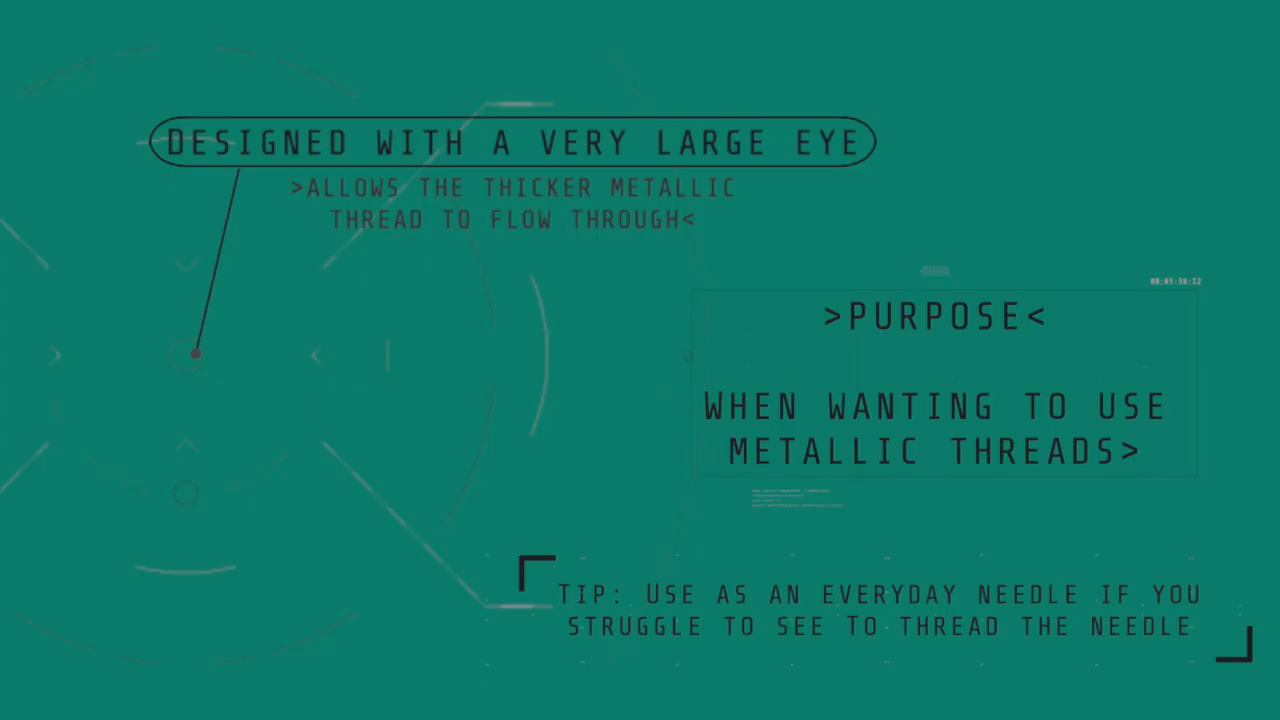 DESIGNED WITH A VERY LARGE EYE
>ALLOWS THE THICKER METALLIC
THREAD TO FLOW THROUGH<
>PURPOSE<
WHEN WANTING TO USE
METALLIC THREADS>
TIP: USE AS AN EVERYDAY NEEDLE IF YOU
STRUGGLE TO SEE TO THREAD THE NEEDLE